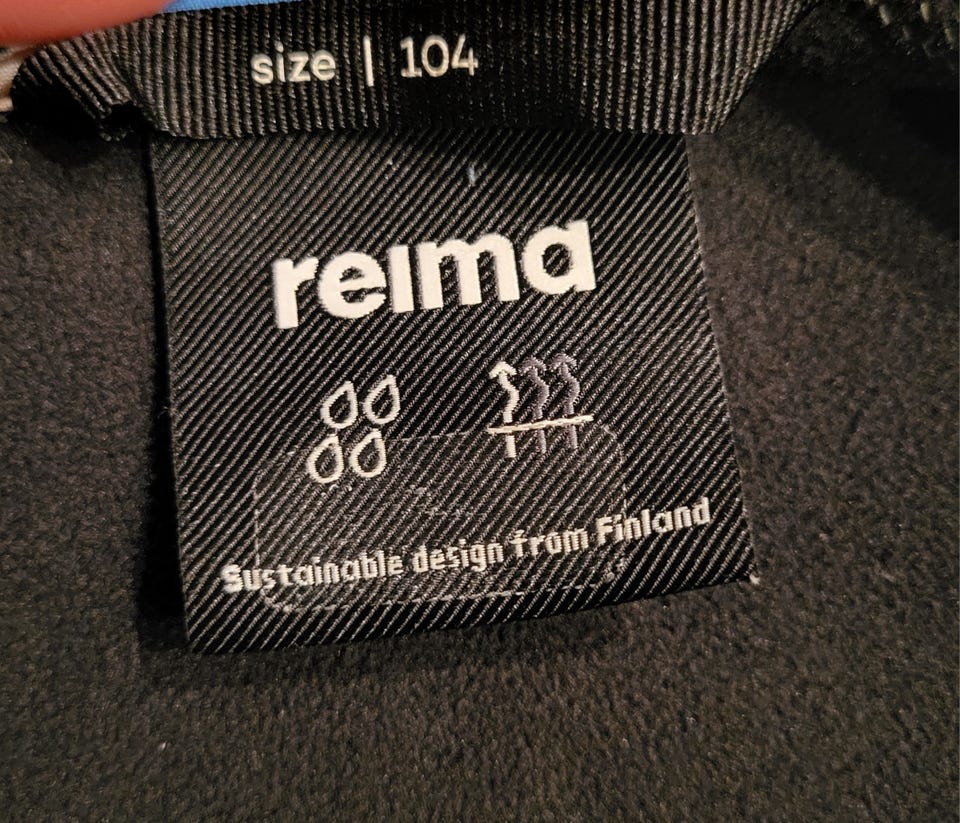 size | 104
reima
Sustainable design from Finland